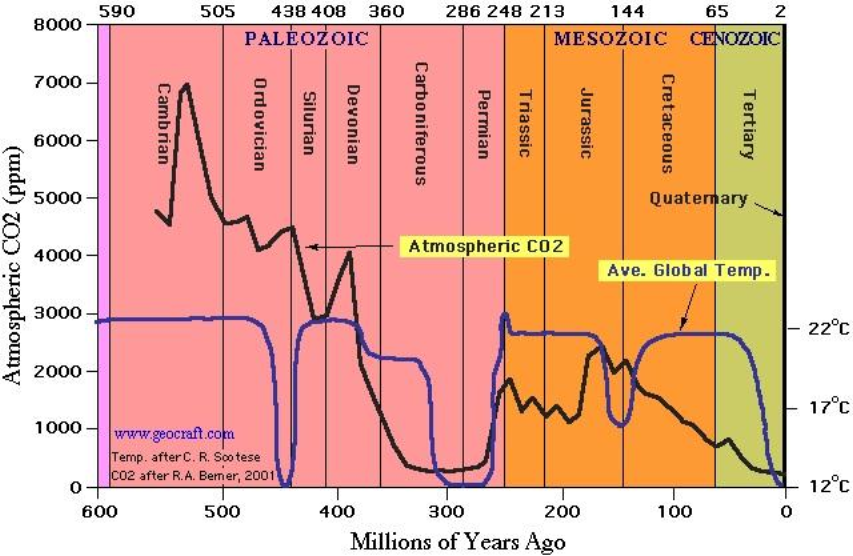 590 505 438 408 360 286 248 213 144 65 2
8000
7000
6000
5000
4000
3000
2000
1000
0
Atmospheric CO2 (ppm)
PALEOZOIC
MESOZOIC
CENOZOIC
Cambrian
Ordovician
Silurian
Devonian
Carboniferous
Permian
Triassic
Jurassic
Cretaceous
Tertiary
Quaternary
Atmospheric CO2
Ave. Global Temp.
22°C
17°C
12°C
www.geocraft.com
Temp. after C. R. Scotese
CO2 after R.A. Berner, 2001
600 500 400 300 200 100 0
Millions of Years Ago